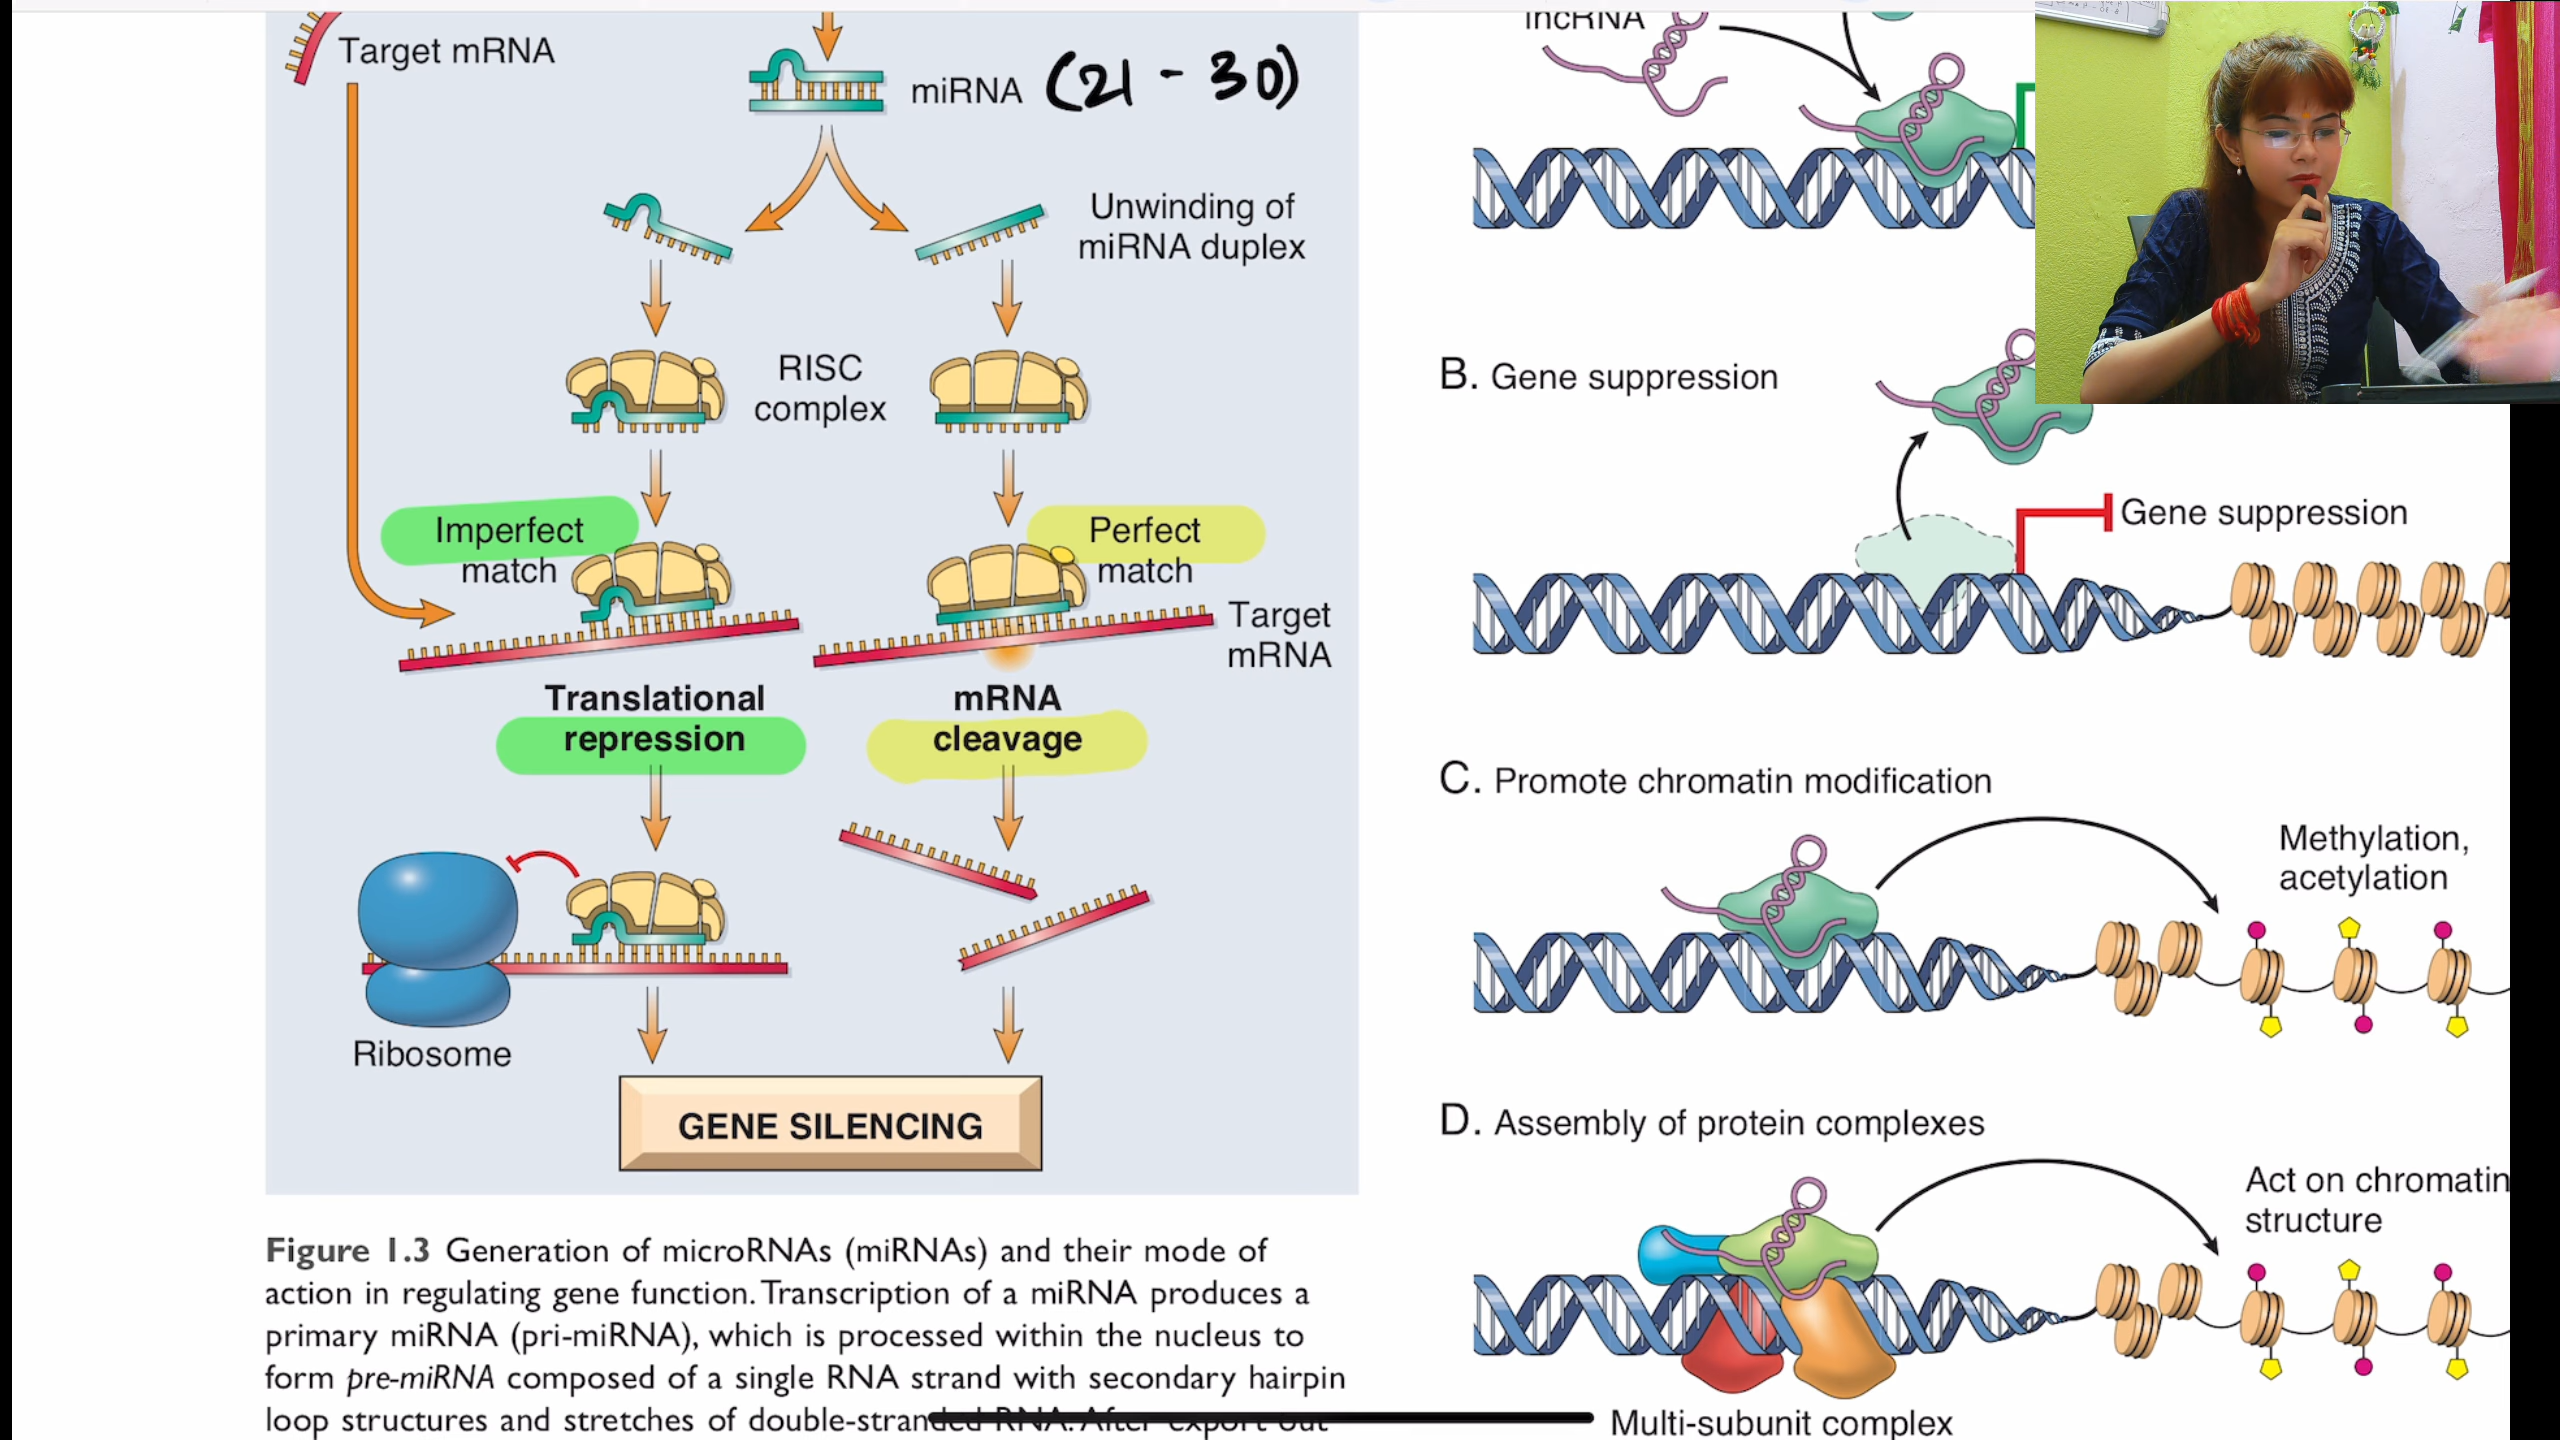 Target mRNA
miRNA (21 - 30)
Unwinding of
miRNA duplex
RISC
complex
Imperfect
match
Perfect
match
Target
mRNA
Translational
repression
mRNA
cleavage
Ribosome
GENE SILENCING
Figure 1.3 Generation of microRNAs (miRNAs) and their mode of
action in regulating gene function. Transcription of a miRNA produces a
primary miRNA (pri-miRNA), which is processed within the nucleus to
form pre-miRNA composed of a single RNA strand with secondary hairpin
loop structures and stretches of double-stranded RNA. After export out
lncRNA
B. Gene suppression
Gene suppression
C. Promote chromatin modification
Methylation,
acetylation
D. Assembly of protein complexes
Act on chromatin
structure
Multi-subunit complex